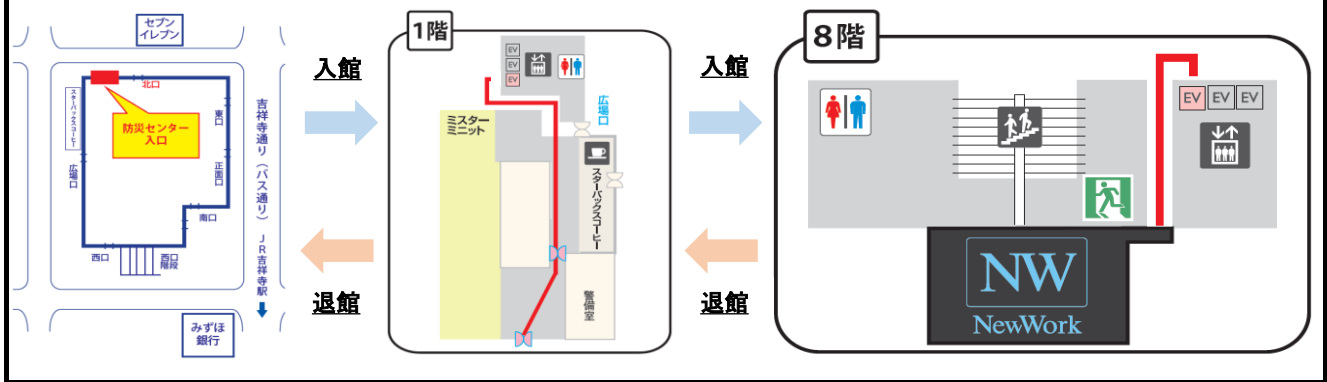 セブン
イレブン
北口
スターバックスコーヒー
防災センター
入口
東口
正面口
広場口
南口
西口
西口
階段
吉祥寺通り(バス通り) JR吉祥寺駅
みずほ
銀行
入館
退館
1階
EV
EV
EV
広場口
ミスター
ミニット
スターバックスコーヒー
警備室
入館
退館
8階
EV EV EV
NW
NewWork